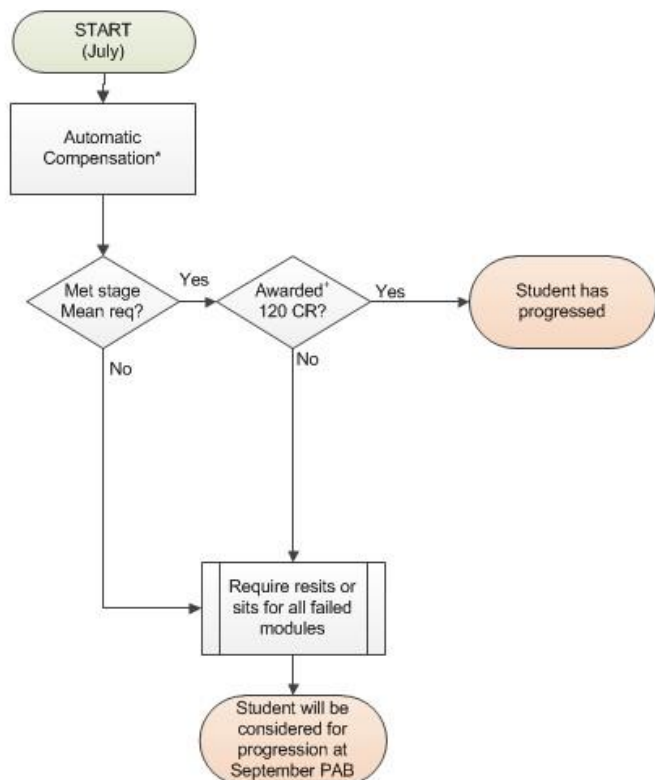 START
(July)
Automatic
Compensation*
Met stage
Mean req?
Yes
Awarded'
120 CR?
Yes
Student has
progressed
No
No
Require resits or
sits for all failed
modules
Student will be
considered for
progression at
September PAB